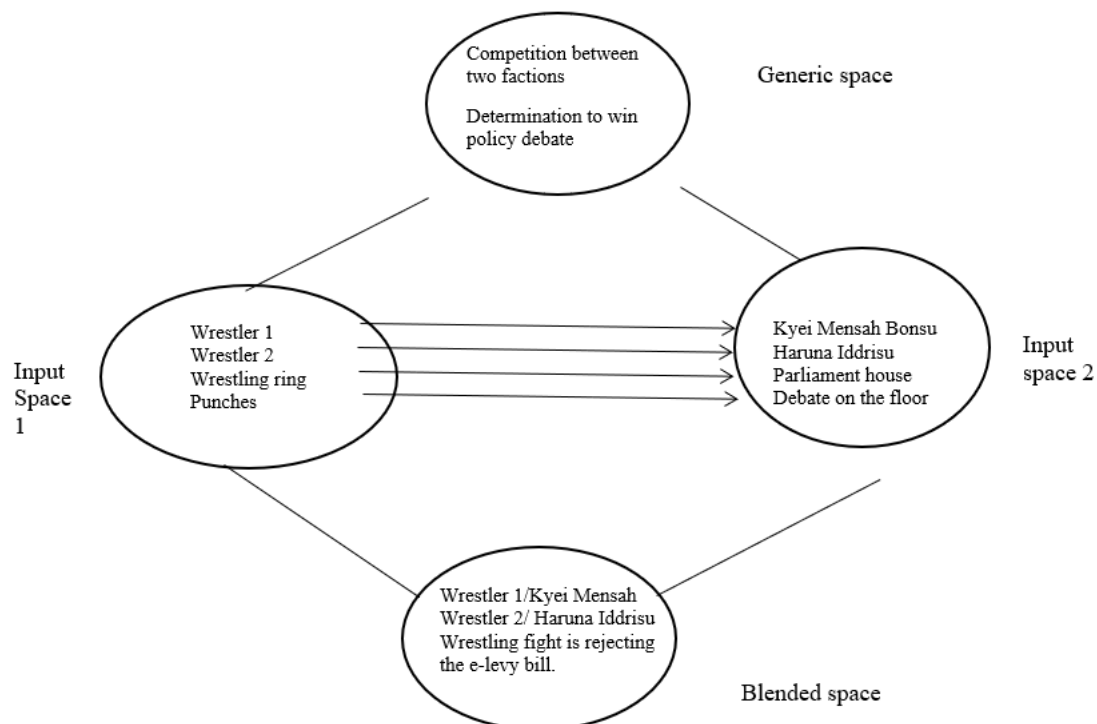 Competition between
two factions
Determination to win
policy debate
Generic space
Input
Space
1
Wrestler 1
Wrestler 2
Wrestling ring
Punches
Kyei Mensah Bonsu
Haruna Iddrisu
Parliament house
Debate on the floor
Input
space 2
Wrestler 1/Kyei Mensah
Wrestler 2/ Haruna Iddrisu
Wrestling fight is rejecting
the e-levy bill.
Blended space